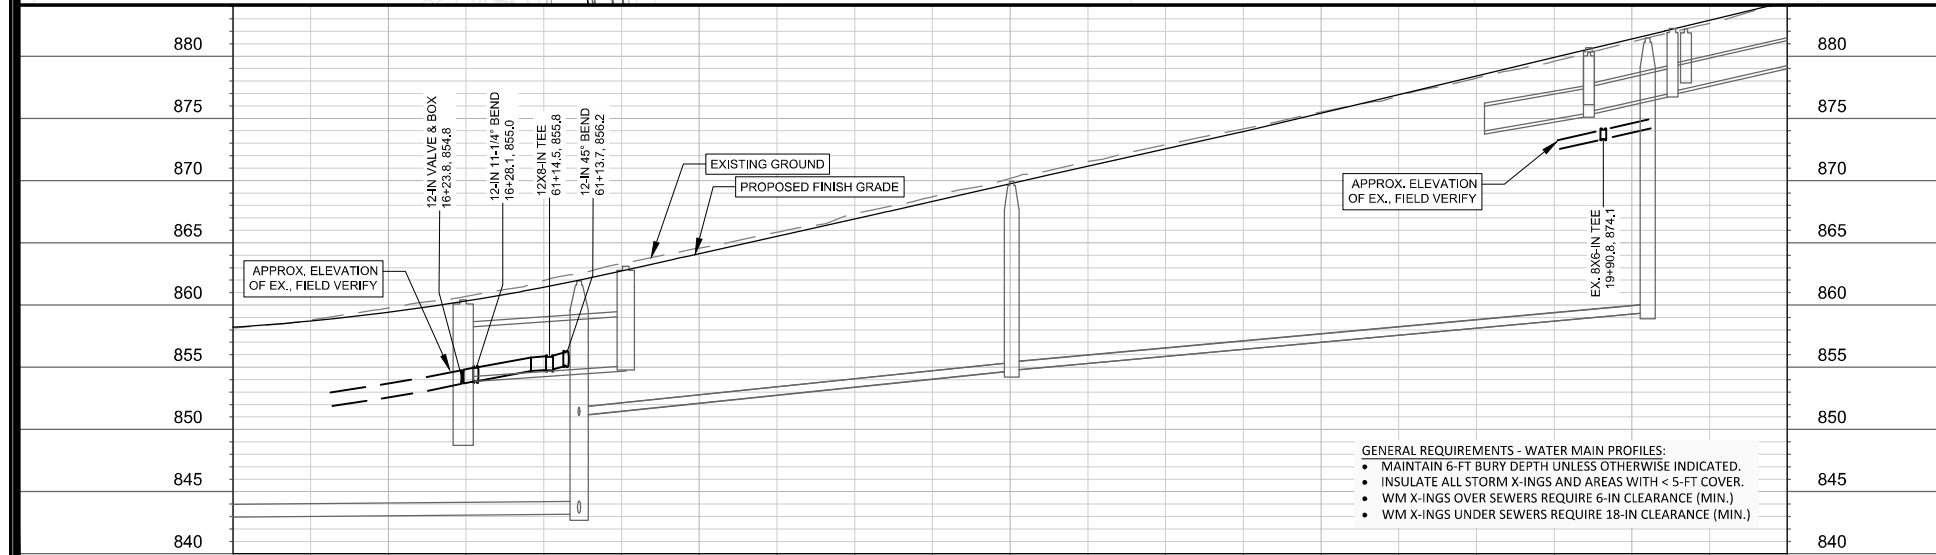 880
875
870
865
860
855
850
845
840
12-IN VALVE & BOX
16+23.8, 854.8
12-IN 11-1/4° BEND
16+28.1, 855.0
12X8-IN TEE
61+14.5, 855.8
12-IN 45° BEND
61+13.7, 856.2
EXISTING GROUND
PROPOSED FINISH GRADE
APPROX. ELEVATION
OF EX., FIELD VERIFY
APPROX. ELEVATION
OF EX., FIELD VERIFY
EX. 8X6-IN TEE
19+90.8, 874.1
GENERAL REQUIREMENTS - WATER MAIN PROFILES:
• MAINTAIN 6-FT BURY DEPTH UNLESS OTHERWISE INDICATED.
• INSULATE ALL STORM X-INGS AND AREAS WITH < 5-FT COVER.
• WM X-INGS OVER SEWERS REQUIRE 6-IN CLEARANCE (MIN.)
• WM X-INGS UNDER SEWERS REQUIRE 18-IN CLEARANCE (MIN.)
880
875
870
865
860
855
850
845
840